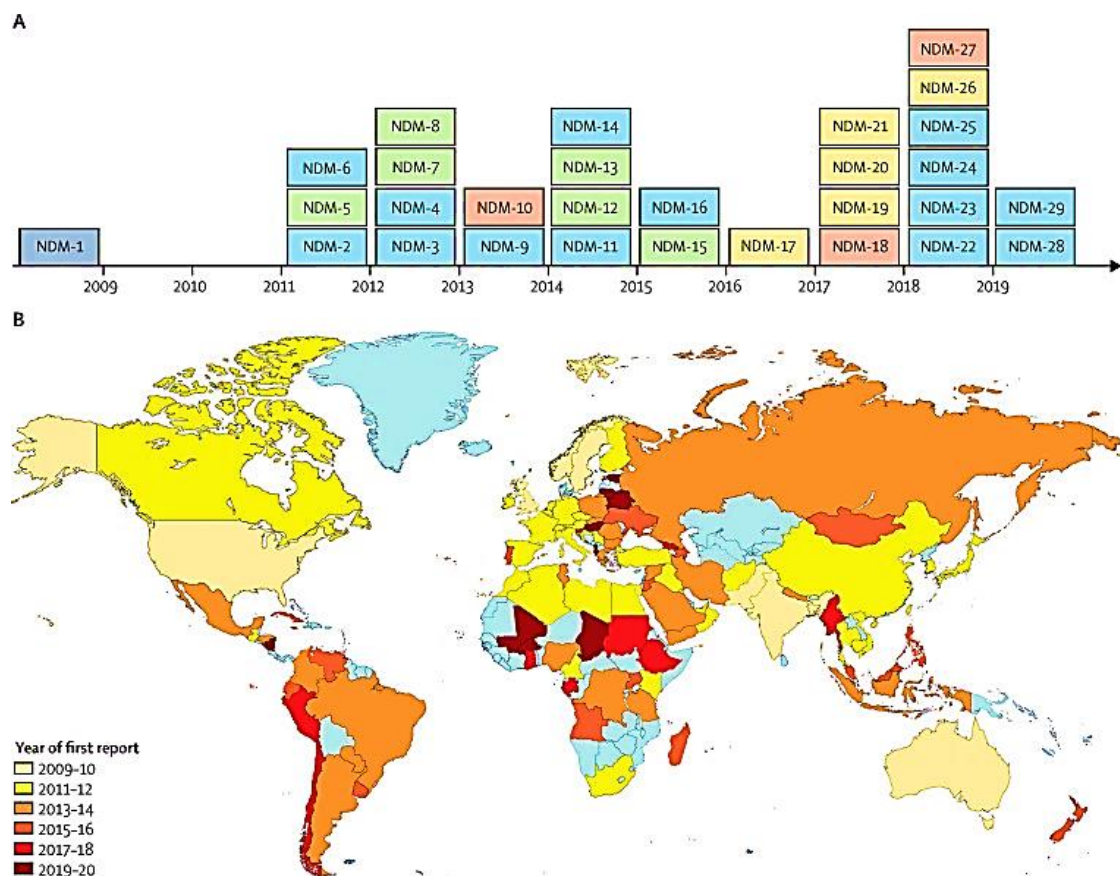 A
NDM-27
NDM-26
NDM-8 NDM-14 NDM-21 NDM-25
NDM-6 NDM-7 NDM-13 NDM-20 NDM-24
NDM-5 NDM-4 NDM-10 NDM-12 NDM-16 NDM-19 NDM-23 NDM-29
NDM-1 NDM-2 NDM-3 NDM-9 NDM-11 NDM-15 NDM-17 NDM-18 NDM-22 NDM-28
2009 2010 2011 2012 2013 2014 2015 2016 2017 2018 2019
B
Year of first report
2009-10
2011-12
2013-14
2015-16
2017-18
2019-20